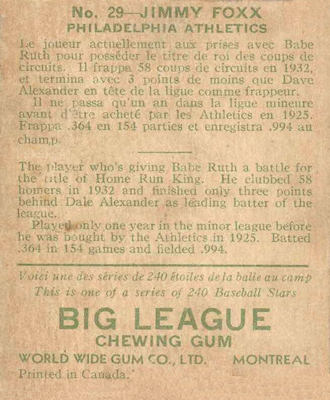 No. 29—JIMMY FOXX
PHILADELPHIA ATHLETICS
Le joueur actuellement aux prises avec Babe
Ruth pour posséder le titre de roi des coups de
circuits. Il frappa 58 coups de circuits en 1932,
et termina avec 3 points de moins que Dave
Alexander en tête de la ligue comme frappeur.
Il ne passa qu'un an dans la ligue mineure
ayant d'être acheté par les Athletics en 1925.
Frappa .364 en 154 parties et enregistra .994 au
champ.
The player who's giving Babe Ruth a battle for
the title of Home Run King. He clubbed 58
homers in 1932 and finished only three points
behind Dale Alexander as leading batter of the
league.
Played only one year in the minor league before
he was bought by the Athletics in 1925. Batted
.364 in 154 games and fielded .994.
Voici une des séries de 240 étoiles de la balle au camp
This is one of a series of 240 Baseball Stars
BIG LEAGUE
CHEWING GUM
WORLD WIDE GUM CO., LTD. MONTREAL
Printed in Canada.